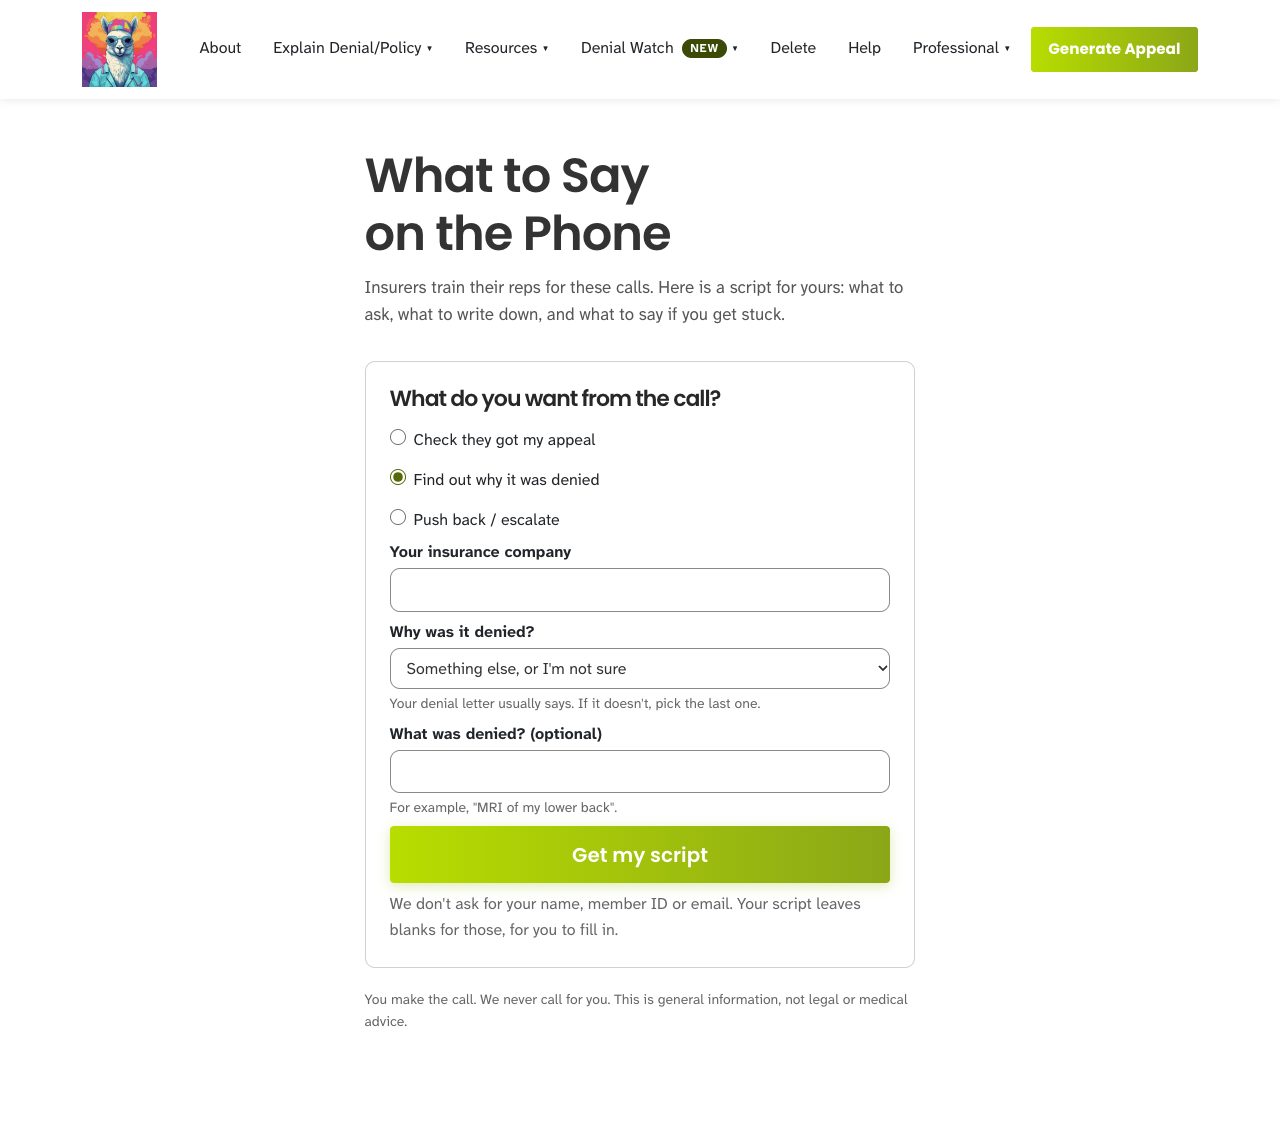 About
Explain Denial/Policy ▾
Resources ▾
Denial Watch NEW ▾
Delete
Help
Professional ▾
Generate Appeal
What to Say
on the Phone
Insurers train their reps for these calls. Here is a script for yours: what to
ask, what to write down, and what to say if you get stuck.
What do you want from the call?
Check they got my appeal
Find out why it was denied
Push back / escalate
Your insurance company
Why was it denied?
Something else, or I'm not sure
Your denial letter usually says. If it doesn't, pick the last one.
What was denied? (optional)
For example, "MRI of my lower back".
Get my script
We don't ask for your name, member ID or email. Your script leaves
blanks for those, for you to fill in.
You make the call. We never call for you. This is general information, not legal or medical
advice.